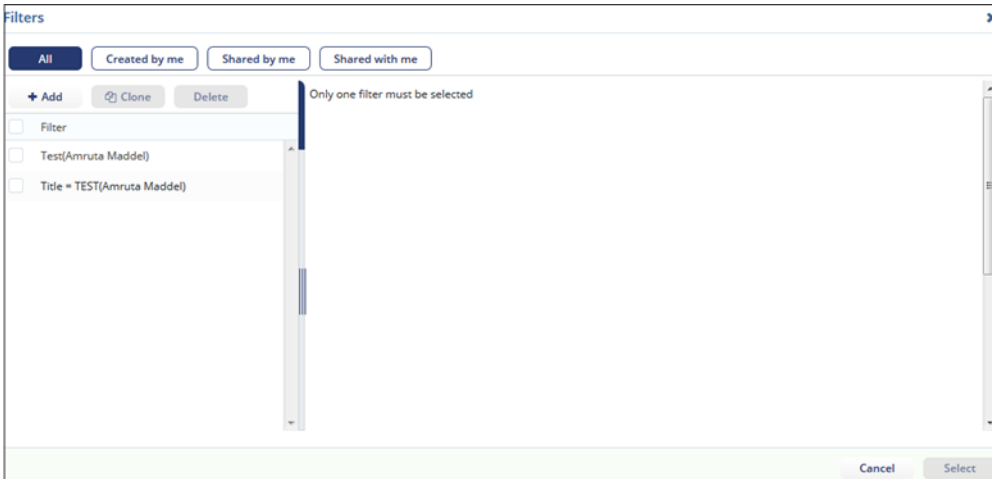 Filters
All Created by me Shared by me Shared with me
+ Add Clone Delete
Only one filter must be selected
Filter
Test(Amruta Maddel)
Title = TEST(Amruta Maddel)
Cancel Select